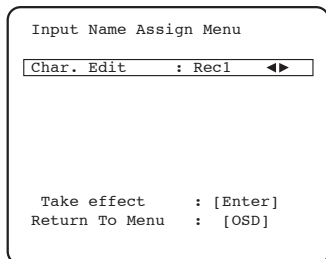 Input Name Assign Menu
Char. Edit : Rec1 ◄►
Take effect : [Enter]
Return To Menu : [OSD]